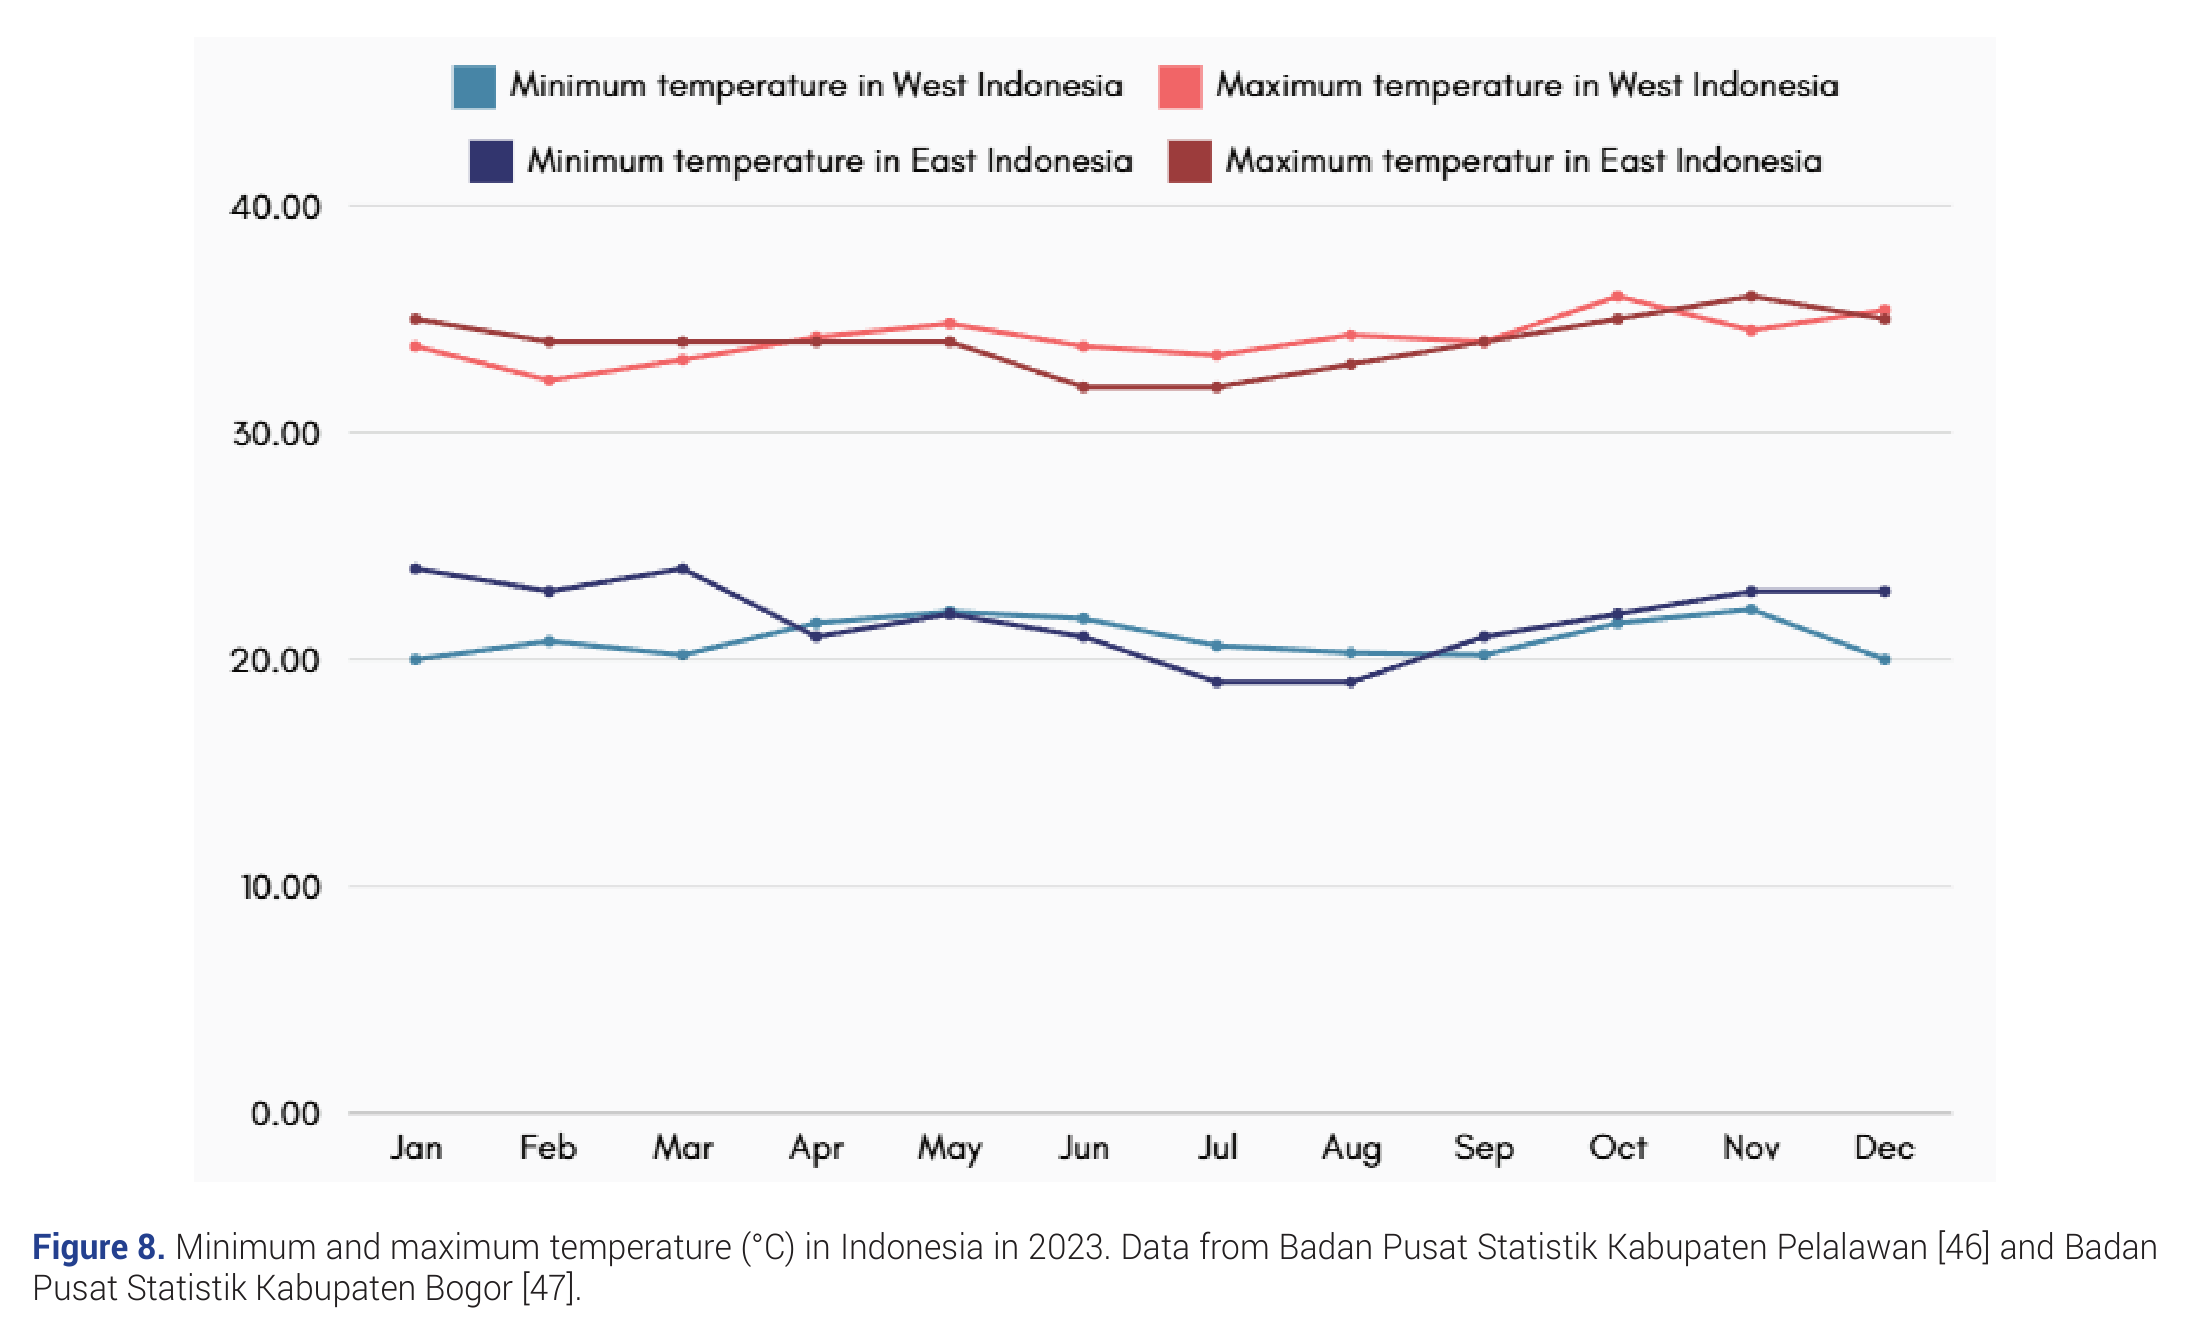 Minimum temperature in West Indonesia Maximum temperature in West Indonesia
Minimum temperature in East Indonesia Maximum temperatur in East Indonesia
40.00
30.00
20.00
10.00
0.00
Jan Feb Mar Apr May Jun Jul Aug Sep Oct Nov Dec
Figure 8. Minimum and maximum temperature (°C) in Indonesia in 2023. Data from Badan Pusat Statistik Kabupaten Pelalawan [46] and Badan
Pusat Statistik Kabupaten Bogor [47].